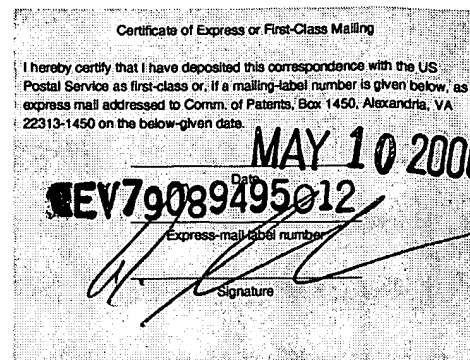 Certificate of Express or First-Class Mailing
I hereby certify that I have deposited this correspondence with the US
Postal Service as first-class or, if a mailing-label number is given below, as
express mail addressed to Comm. of Patents, Box 1450, Alexandria, VA
22313-1450 on the below-given date.
MAY 10 200
Date
EV79089495012
Express-mail label number
Signature